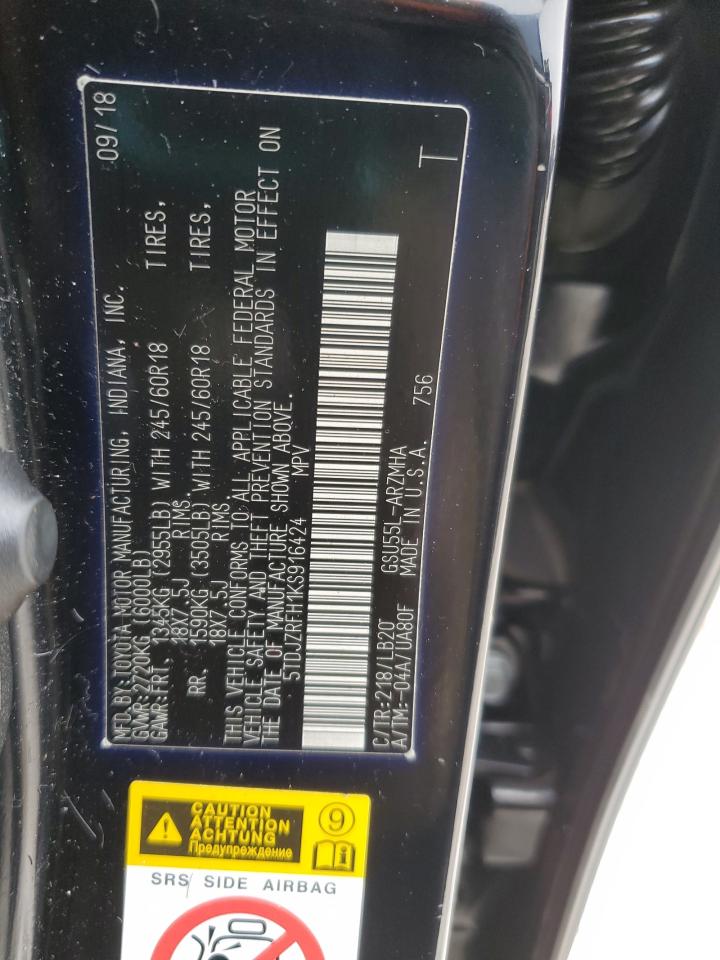 MFD.BY:TOYOTA MOTOR MANUFACTURING, INDIANA, INC. 09/18
GVWR:2720KG (6000LB)
GAWR:FRT. 1345KG (2955LB) WITH 245/60R18 TIRES,
18X7.5J RIMS.
RR. 1590KG (3505LB) WITH 245/60R18 TIRES,
18X7.5J RIMS
THIS VEHICLE CONFORMS TO ALL APPLICABLE FEDERAL MOTOR
VEHICLE SAFETY AND THEFT PREVENTION STANDARDS IN EFFECT ON
THE DATE OF MANUFACTURE SHOWN ABOVE.
5TDJZRFH1KS916424 MPV
C/TR:218/LB20 GSU55L-ARZMHA
A/TM:-04A/UA80F MADE IN U.S.A. 756 T
CAUTION
ATTENTION
ACHTUNG
Предупреждение
9
SRS SIDE AIRBAG